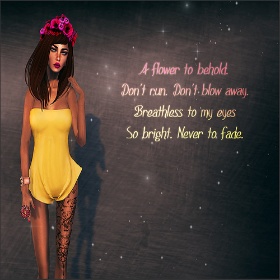 A flower to behold.
Don't run. Don't blow away.
Breathless to my eyes
So bright. Never to fade.